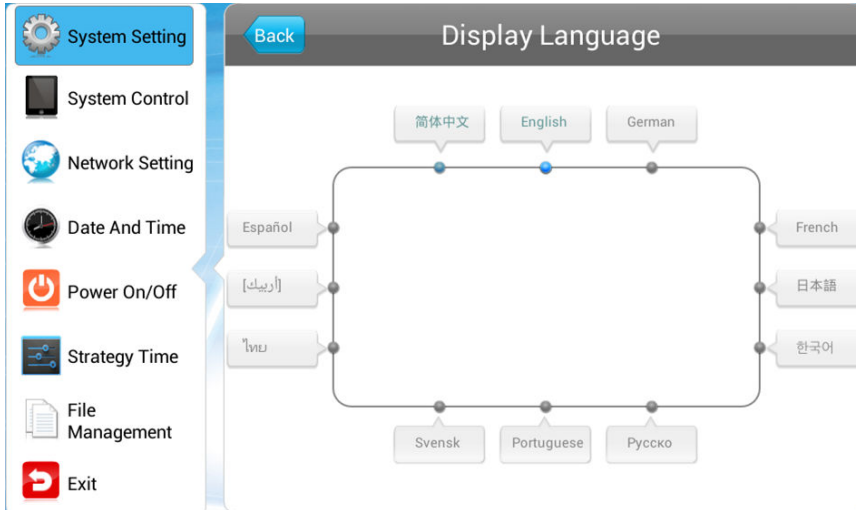 System Setting
System Control
Network Setting
Date And Time
Power On/Off
Strategy Time
File
Management
Exit
Back
Display Language
简体中文
English
German
Español
[أربيك]
ไทย
French
日本語
한국어
Svensk
Portuguese
Русско